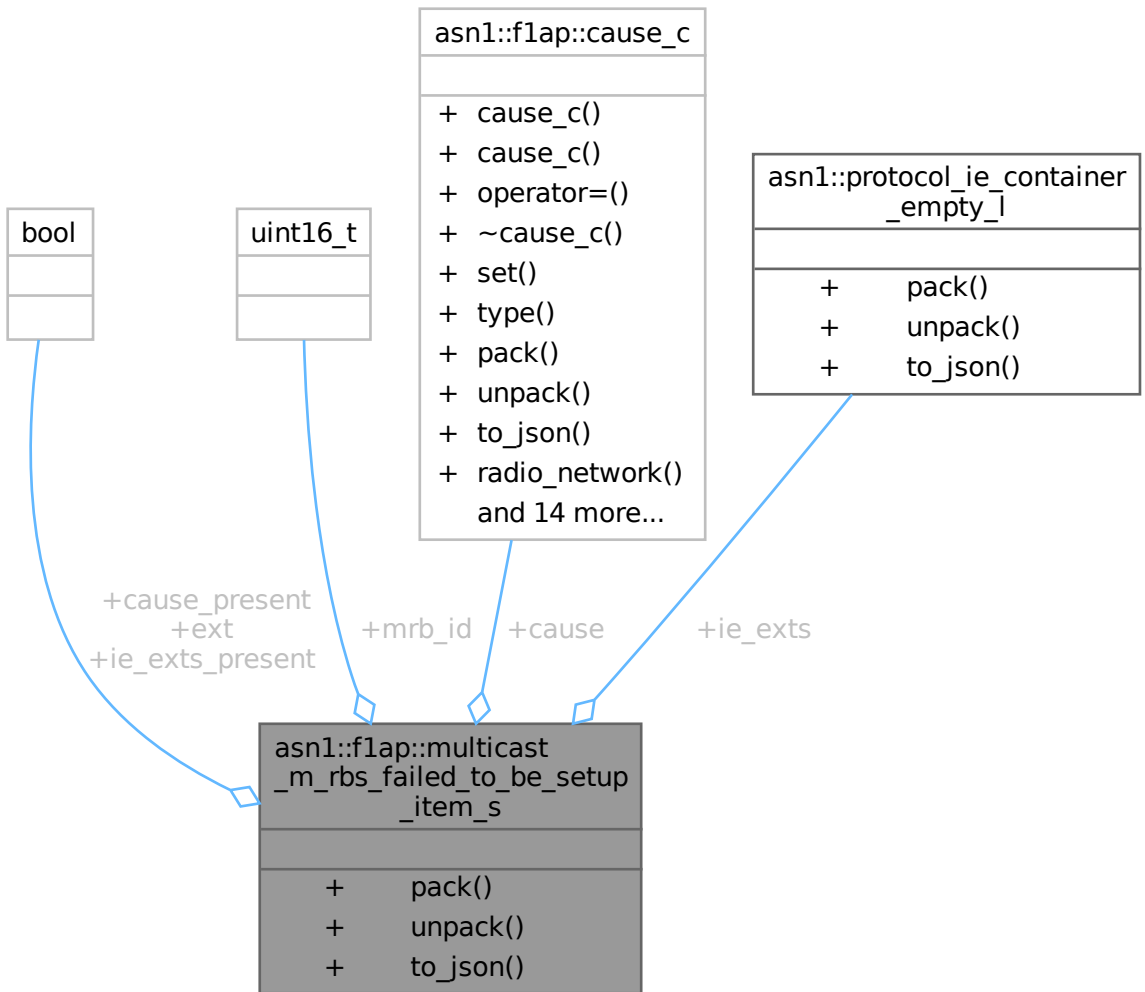 asn1::f1ap::cause_c
+ cause_c()
+ cause_c()
+ operator=()
+ ~cause_c()
+ set()
+ type()
+ pack()
+ unpack()
+ to_json()
+ radio_network()
and 14 more...
asn1::protocol_ie_container
_empty_l
+ pack()
+ unpack()
+ to_json()
bool
uint16_t
+cause_present
+ext
+ie_exts_present
+mrb_id
+cause
+ie_exts
asn1::f1ap::multicast
_m_rbs_failed_to_be_setup
_item_s
+ pack()
+ unpack()
+ to_json()